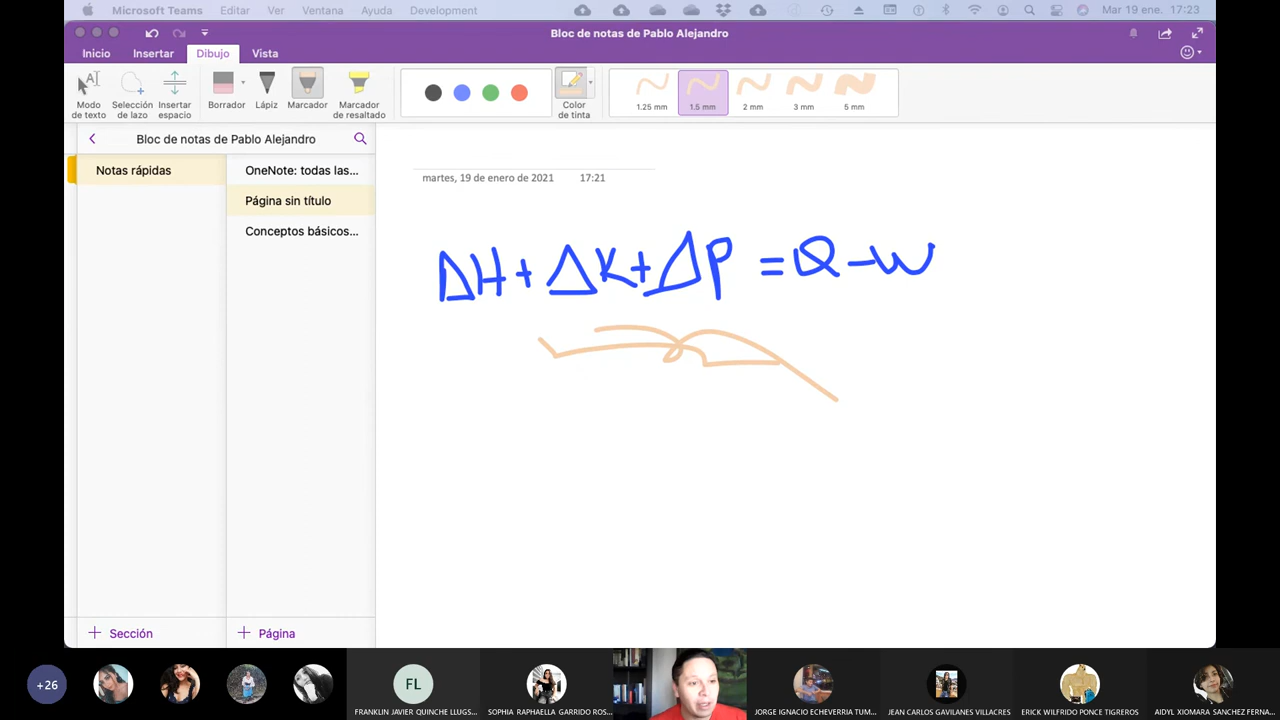 Microsoft Teams Editar Ver Ventana Ayuda Development Mar 19 ene. 17:23
Bloc de notas de Pablo Alejandro
Inicio Insertar Dibujo Vista
Modo de texto
Selección de lazo
Insertar espacio
Borrador
Lápiz
Marcador
Marcador de resaltado
Color de tinta
1.25 mm
1.5 mm
2 mm
3 mm
5 mm
Bloc de notas de Pablo Alejandro
Notas rápidas
OneNote: todas las...
Página sin título
Conceptos básicos...
martes, 19 de enero de 2021 17:21
ΔH + ΔK + ΔP = Q - W
+ Sección
+ Página
+26
FL
FRANKLIN JAVIER QUINCHE LLUGS...
SOPHIA RAPHAELLA GARRIDO ROS...
JORGE IGNACIO ECHEVERRIA TUM...
JEAN CARLOS GAVILANES VILLACRES
ERICK WILFRIDO PONCE TIGREROS
AIDYL XIOMARA SANCHEZ FERNA...